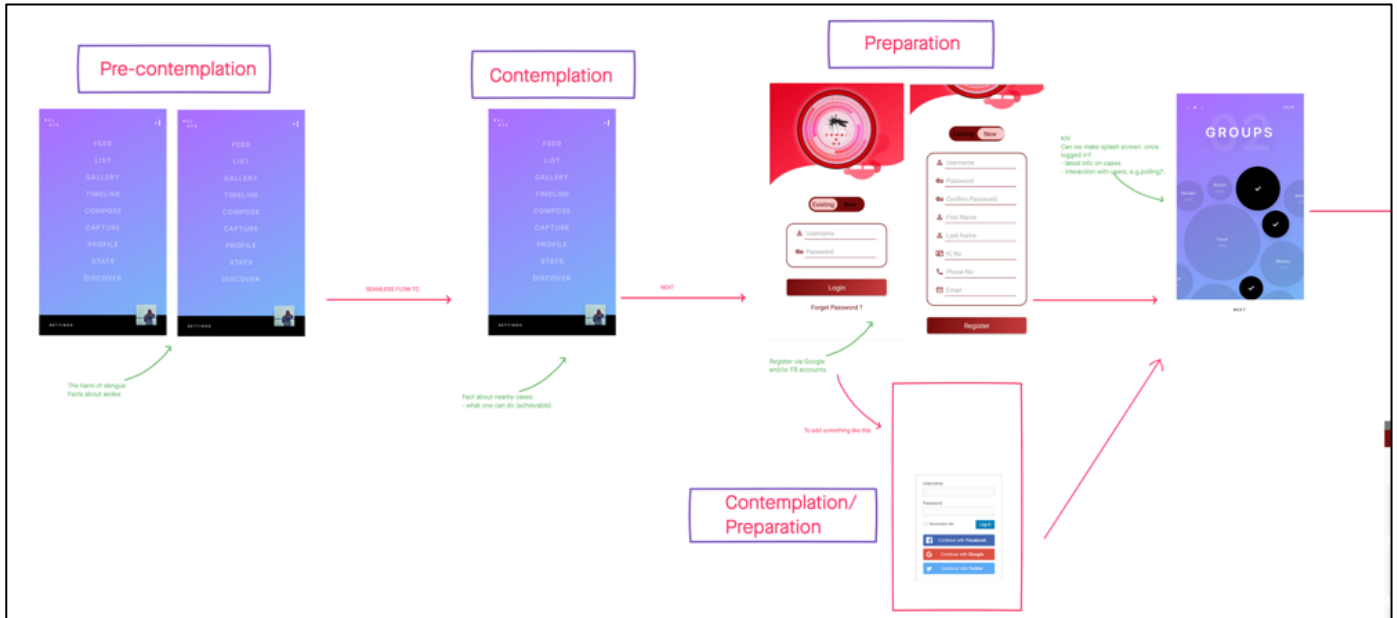 Pre-contemplation
FEED
LIST
GALLERY
TIMELINE
COMPOSE
CAPTURE
PROFILE
STATS
DISCOVER
SETTINGS
FEED
LIST
GALLERY
TIMELINE
COMPOSE
CAPTURE
PROFILE
STATS
DISCOVER
SETTINGS
The harm of dengue
Facts about aedes
SEAMLESS FLOW TO
Contemplation
FEED
LIST
GALLERY
TIMELINE
COMPOSE
CAPTURE
PROFILE
STATS
DISCOVER
SETTINGS
Fact about nearby cases
- what one can do (achievable)
NEXT
Preparation
Existing New
Username
Password
Login
Forget Password ?
Existing New
Username
Password
Confirm Password
First Name
Last Name
IC No
Phone No
Email
Register
Register via Google
and/or FB accounts
To add something like this
Contemplation/
Preparation
Username
Password
Remember Me
Log In
Continue with Facebook
Continue with Google
Continue with Twitter
KIV
Can we make splash screen once
logged in?
- latest info on cases
- interaction with users, e.g.polling?.
02
GROUPS
Food
NEXT